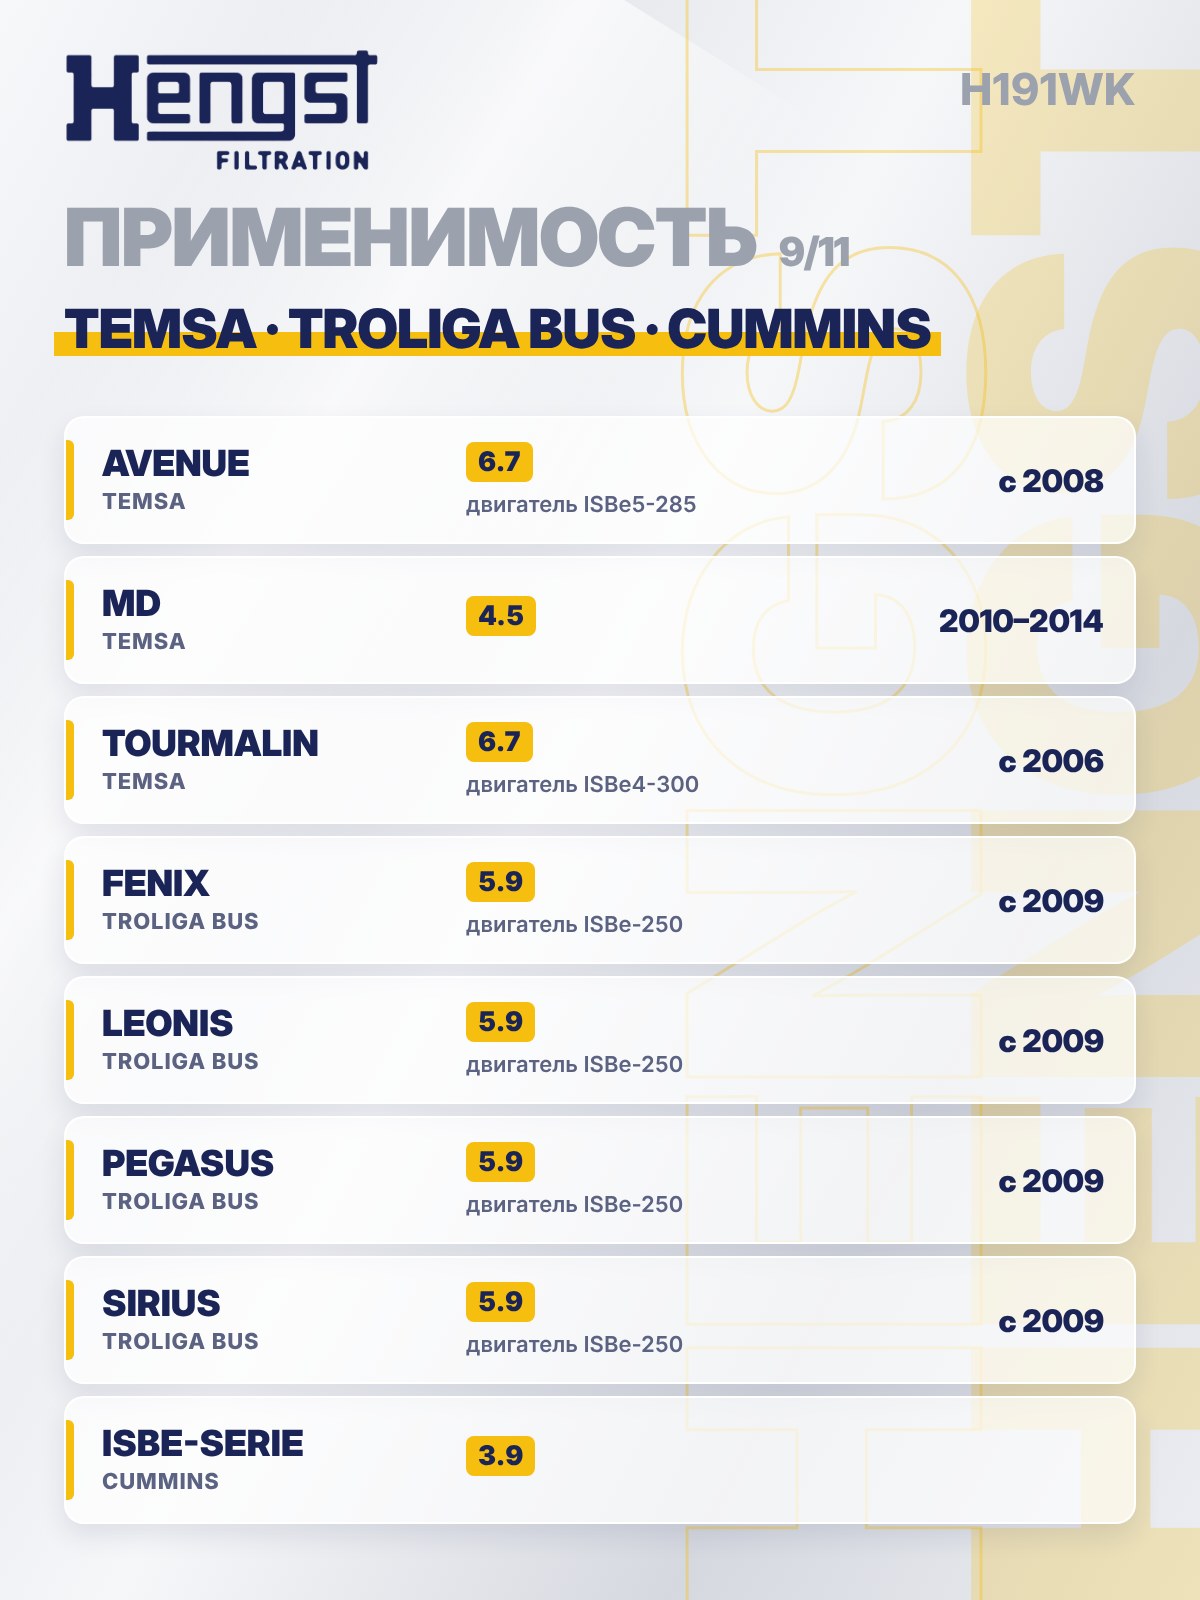 Hengst
FILTRATION
H191WK
ПРИМЕНИМОСТЬ 9/11
TEMSA · TROLIGA BUS · CUMMINS
AVENUE
TEMSA
6.7
двигатель ISBe5-285
с 2008
MD
TEMSA
4.5
2010–2014
TOURMALIN
TEMSA
6.7
двигатель ISBe4-300
с 2006
FENIX
TROLIGA BUS
5.9
двигатель ISBe-250
с 2009
LEONIS
TROLIGA BUS
5.9
двигатель ISBe-250
с 2009
PEGASUS
TROLIGA BUS
5.9
двигатель ISBe-250
с 2009
SIRIUS
TROLIGA BUS
5.9
двигатель ISBe-250
с 2009
ISBE-SERIE
CUMMINS
3.9
HENGST
HENGST